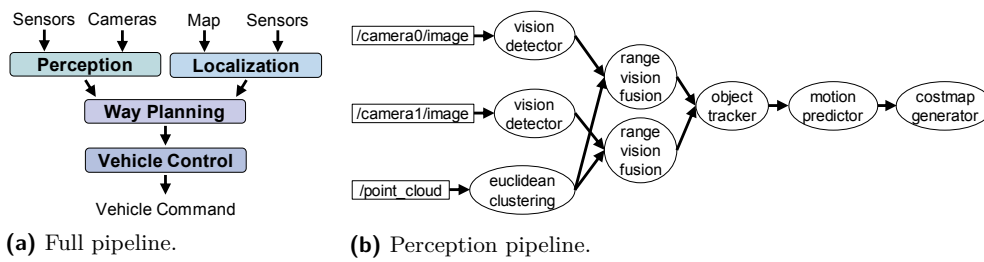 Sensors Cameras Map Sensors
Perception Localization
Way Planning
Vehicle Control
Vehicle Command
(a) Full pipeline.
/camera0/image
vision
detector
range
vision
fusion
/camera1/image
vision
detector
range
vision
fusion
object
tracker
motion
predictor
costmap
generator
/point_cloud
euclidean
clustering
(b) Perception pipeline.